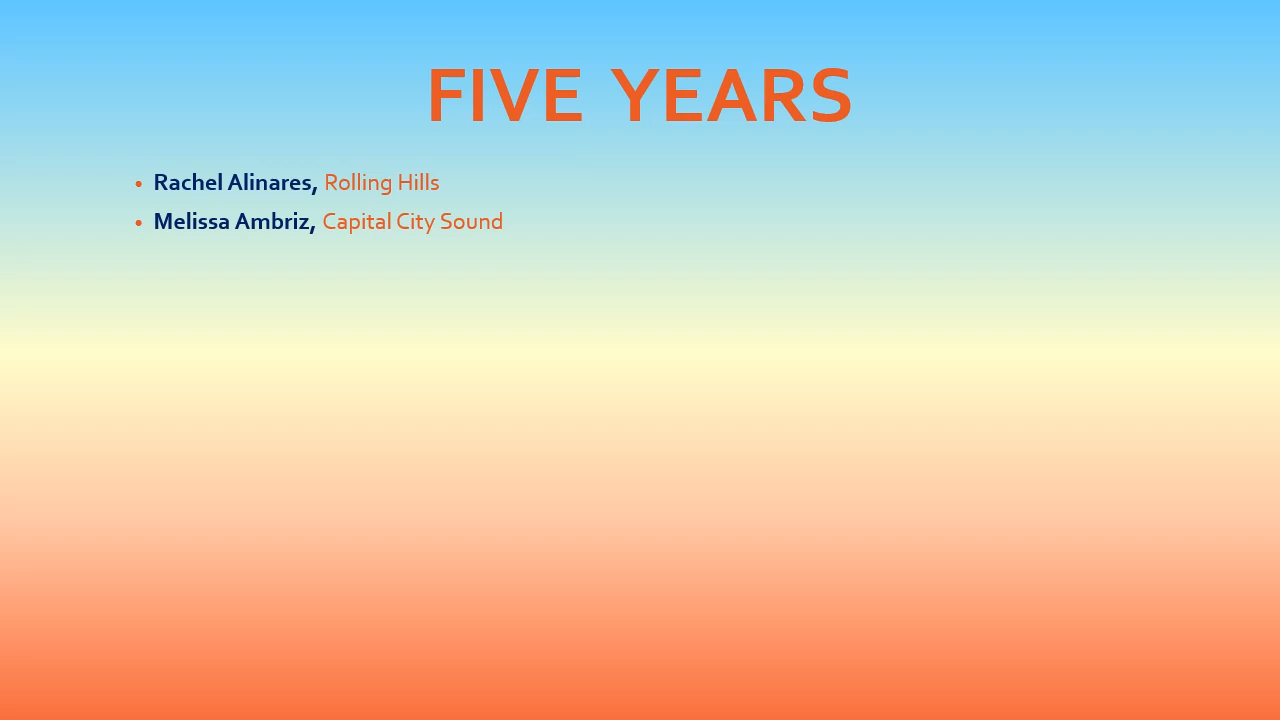 FIVE YEARS
• Rachel Alinares, Rolling Hills
• Melissa Ambriz, Capital City Sound